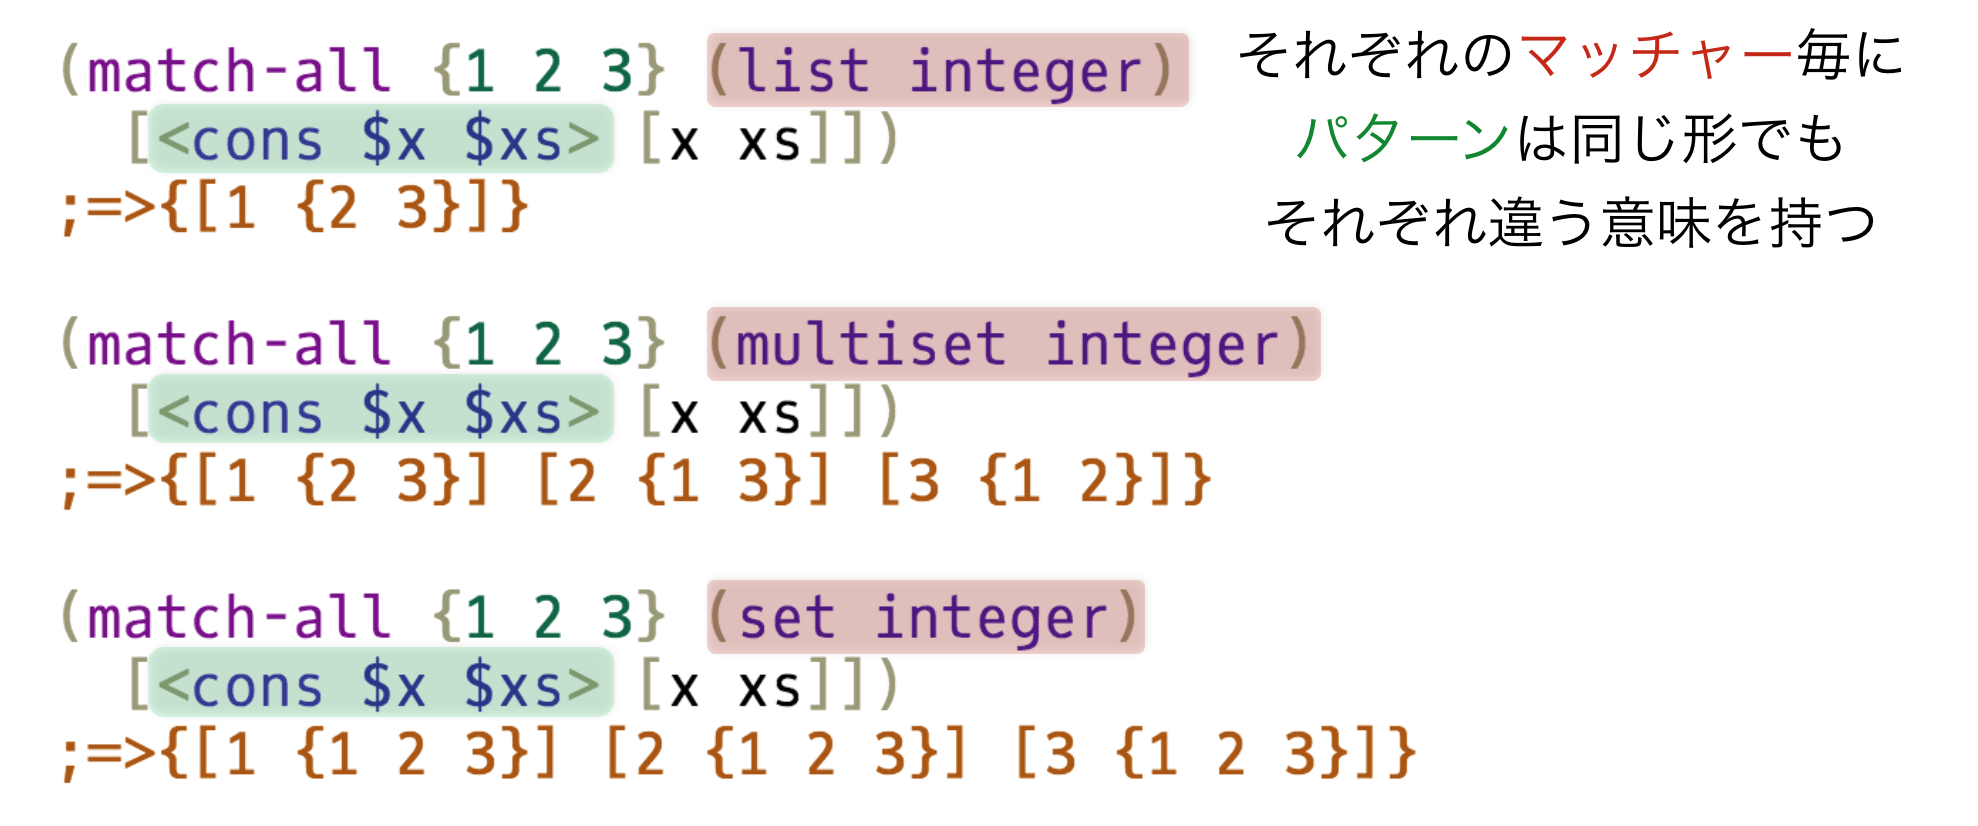 (match-all {1 2 3} (list integer)
[<cons $x $xs> [x xs]])
;=>{[1 {2 3}]}
それぞれのマッチャー毎に
パターンは同じ形でも
それぞれ違う意味を持つ
(match-all {1 2 3} (multiset integer)
[<cons $x $xs> [x xs]])
;=>{[1 {2 3}] [2 {1 3}] [3 {1 2}]}
(match-all {1 2 3} (set integer)
[<cons $x $xs> [x xs]])
;=>{[1 {1 2 3}] [2 {1 2 3}] [3 {1 2 3}]}